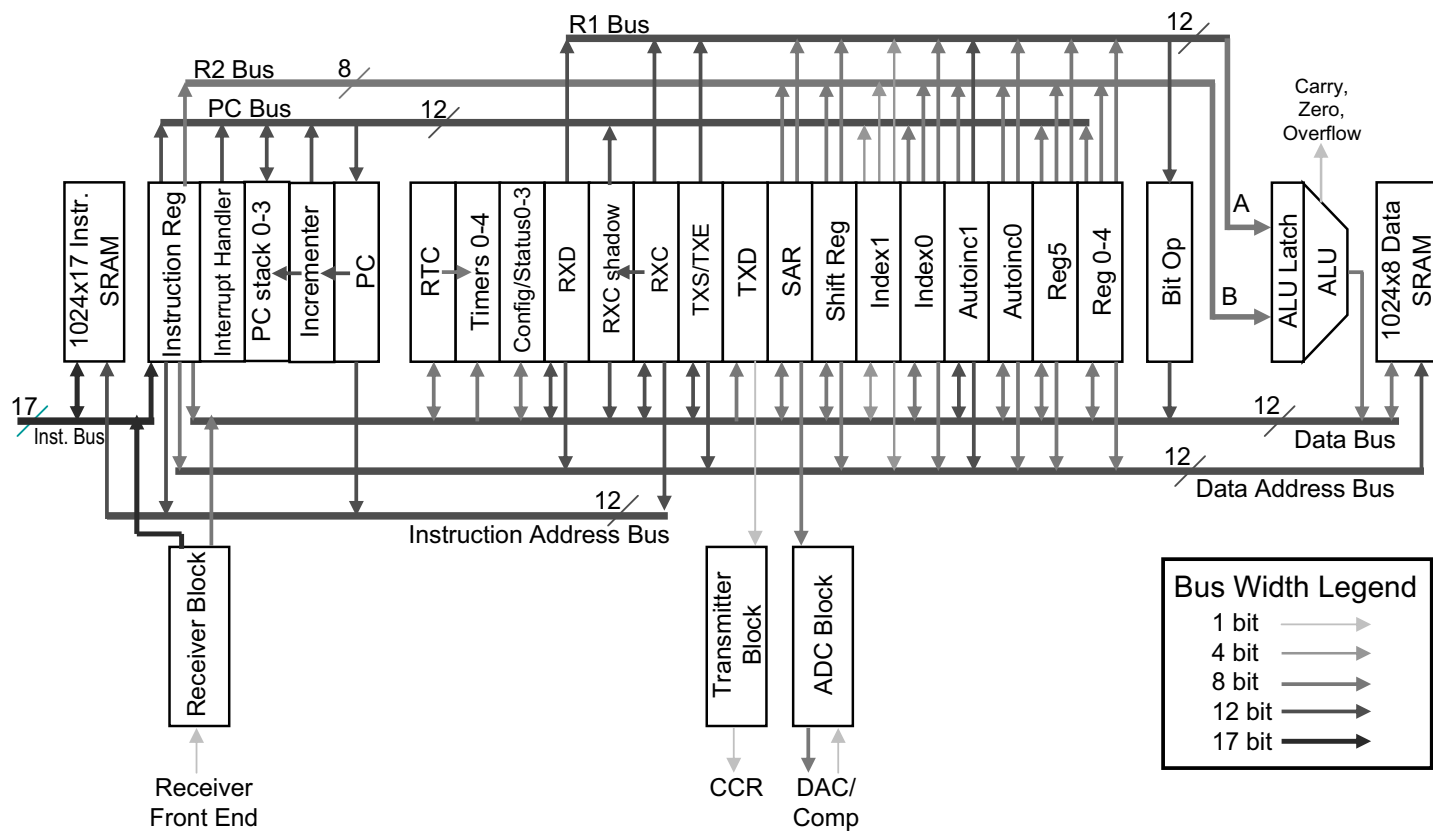 R1 Bus
12
R2 Bus
8
PC Bus
12
Carry,
Zero,
Overflow
1024x17 Instr.
SRAM
Instruction Reg
Interrupt Handler
PC stack 0-3
Incrementer
PC
RTC
Timers 0-4
Config/Status0-3
RXD
RXC shadow
RXC
TXS/TXE
TXD
SAR
Shift Reg
Index1
Index0
Autoinc1
Autoinc0
Reg5
Reg 0-4
Bit Op
A
B
ALU Latch
ALU
1024x8 Data
SRAM
17
Inst. Bus
12
Data Bus
12
Data Address Bus
12
Instruction Address Bus
Receiver Block
Transmitter
Block
ADC Block
Receiver
Front End
CCR
DAC/
Comp
Bus Width Legend
1 bit
4 bit
8 bit
12 bit
17 bit